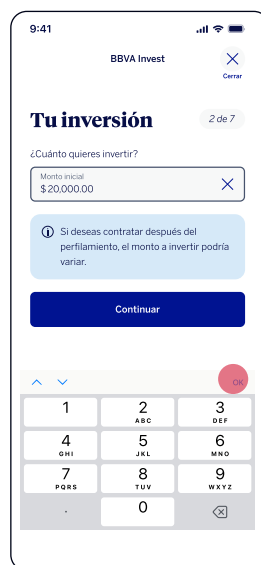 9:41
BBVA Invest
Cerrar
Tu inversión
2 de 7
¿Cuánto quieres invertir?
Monto inicial
$20,000.00
Si deseas contratar después del
perfilamiento, el monto a invertir podría
variar.
Continuar
OK
1 2 3
ABC DEF
4 5 6
GHI JKL MNO
7 8 9
PQRS TUV WXYZ
. 0